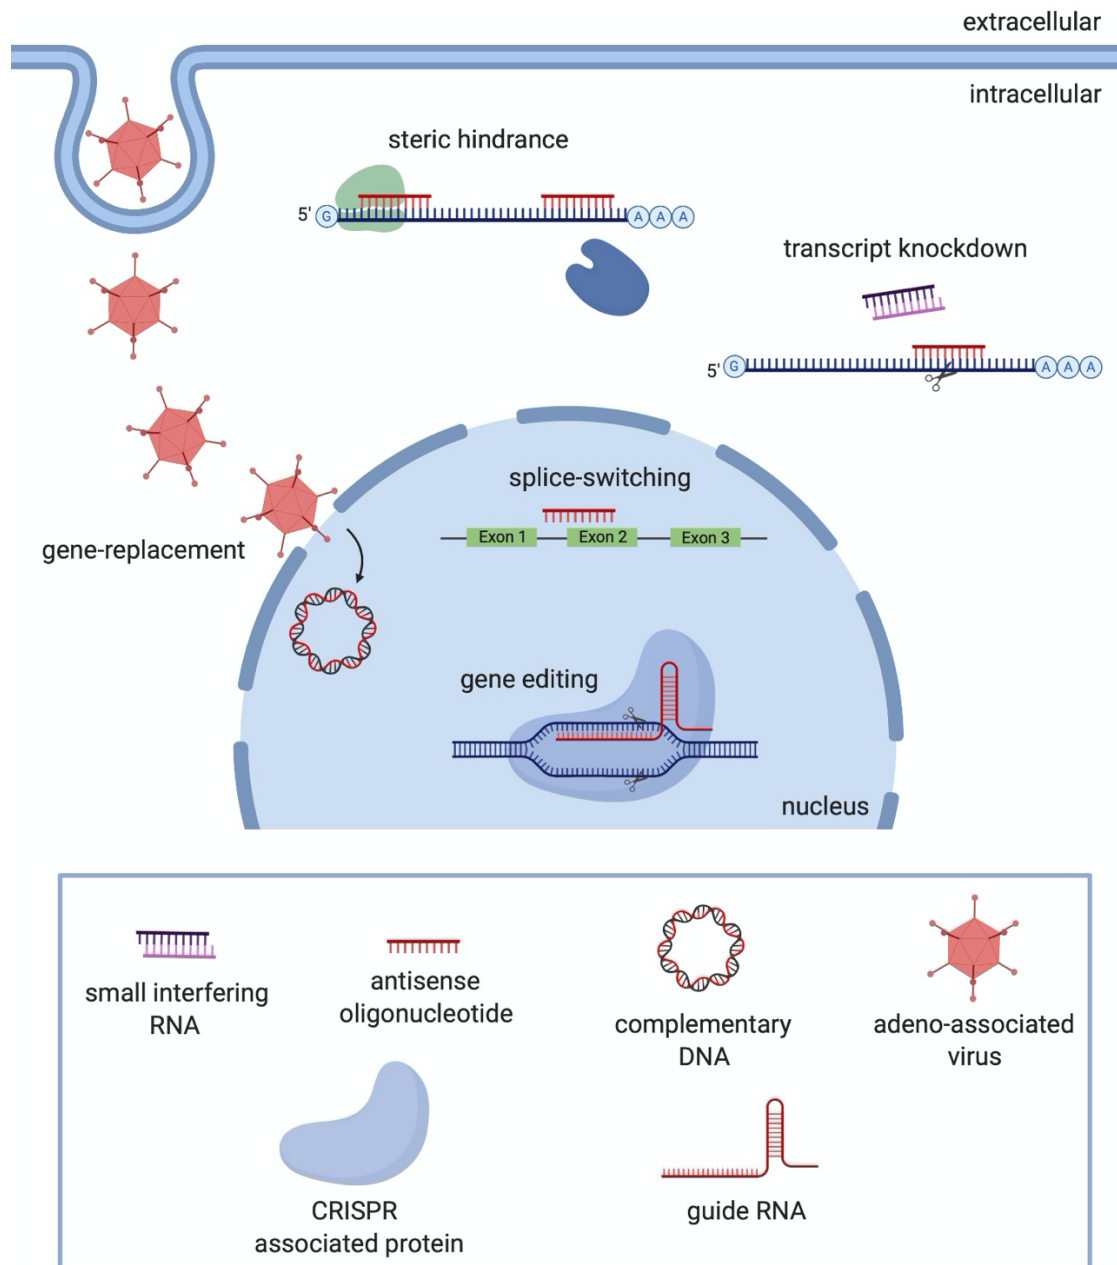 extracellular
intracellular
steric hindrance
5' G A A A
transcript knockdown
5' G A A A
splice-switching
Exon 1 Exon 2 Exon 3
gene-replacement
gene editing
nucleus
small interfering
RNA
antisense
oligonucleotide
complementary
DNA
adeno-associated
virus
CRISPR
associated protein
guide RNA